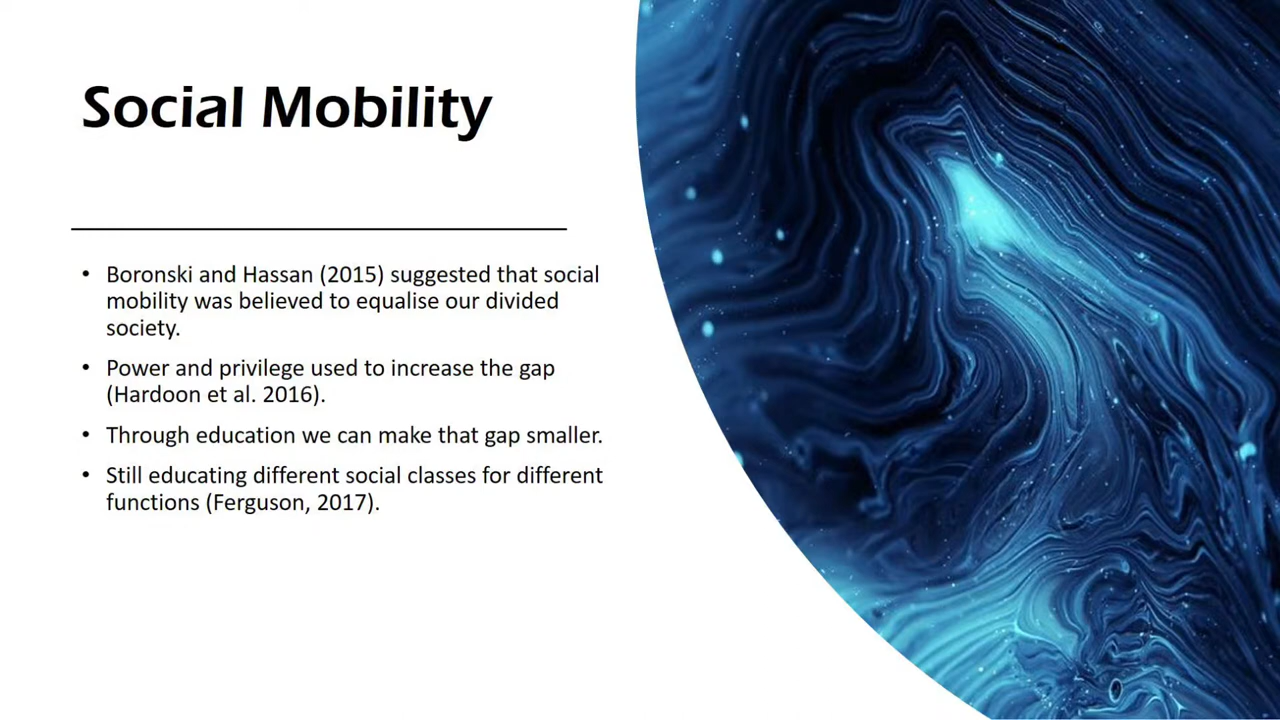 Social Mobility
• Boronski and Hassan (2015) suggested that social
mobility was believed to equalise our divided
society.
• Power and privilege used to increase the gap
(Hardoon et al. 2016).
• Through education we can make that gap smaller.
• Still educating different social classes for different
functions (Ferguson, 2017).